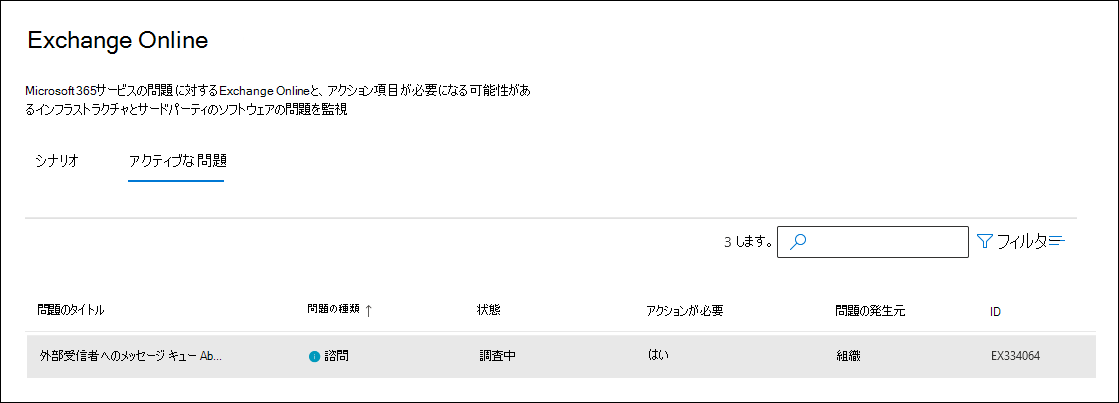 Exchange Online
Microsoft 365サービスの問題に対するExchange Onlineと、アクション項目が必要になる可能性があ
るインフラストラクチャとサードパーティのソフトウェアの問題を監視
シナリオ アクティブな問題
3 します。 フィルター
問題のタイトル 問題の種類 ↑ 状態 アクションが必要 問題の発生元 ID
外部受信者へのメッセージ キュー Ab... 諮問 調査中 はい 組織 EX334064